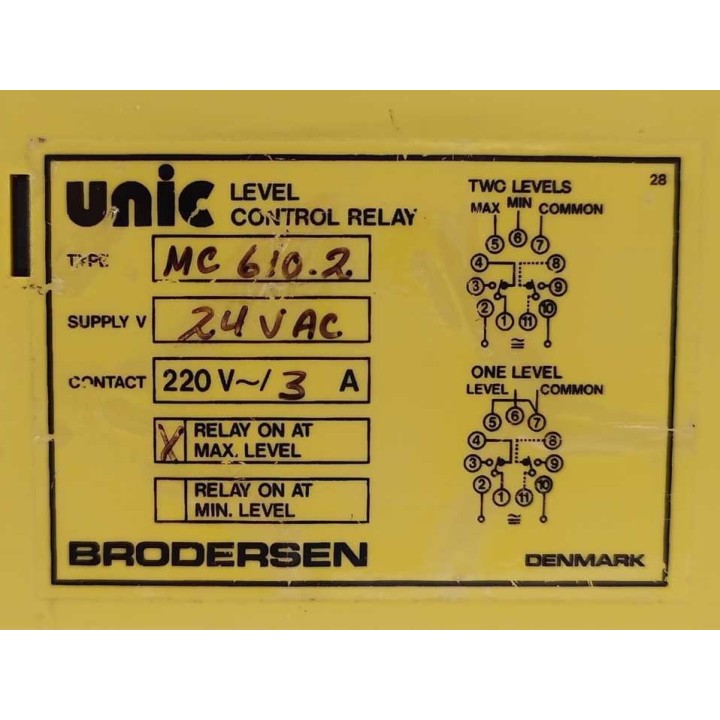 unic LEVEL
CONTROL RELAY
TYPE MC 610.2
SUPPLY V 24 VAC
CONTACT 220 V~/ 3 A
X RELAY ON AT
MAX. LEVEL
RELAY ON AT
MIN. LEVEL
BRODERSEN
28
TWO LEVELS
MAX MIN COMMON
5 6 7
4 8
3 9
2 10
1 11
≅
ONE LEVEL
LEVEL COMMON
5 6 7
4 8
3 9
2 10
1 11
≅
DENMARK